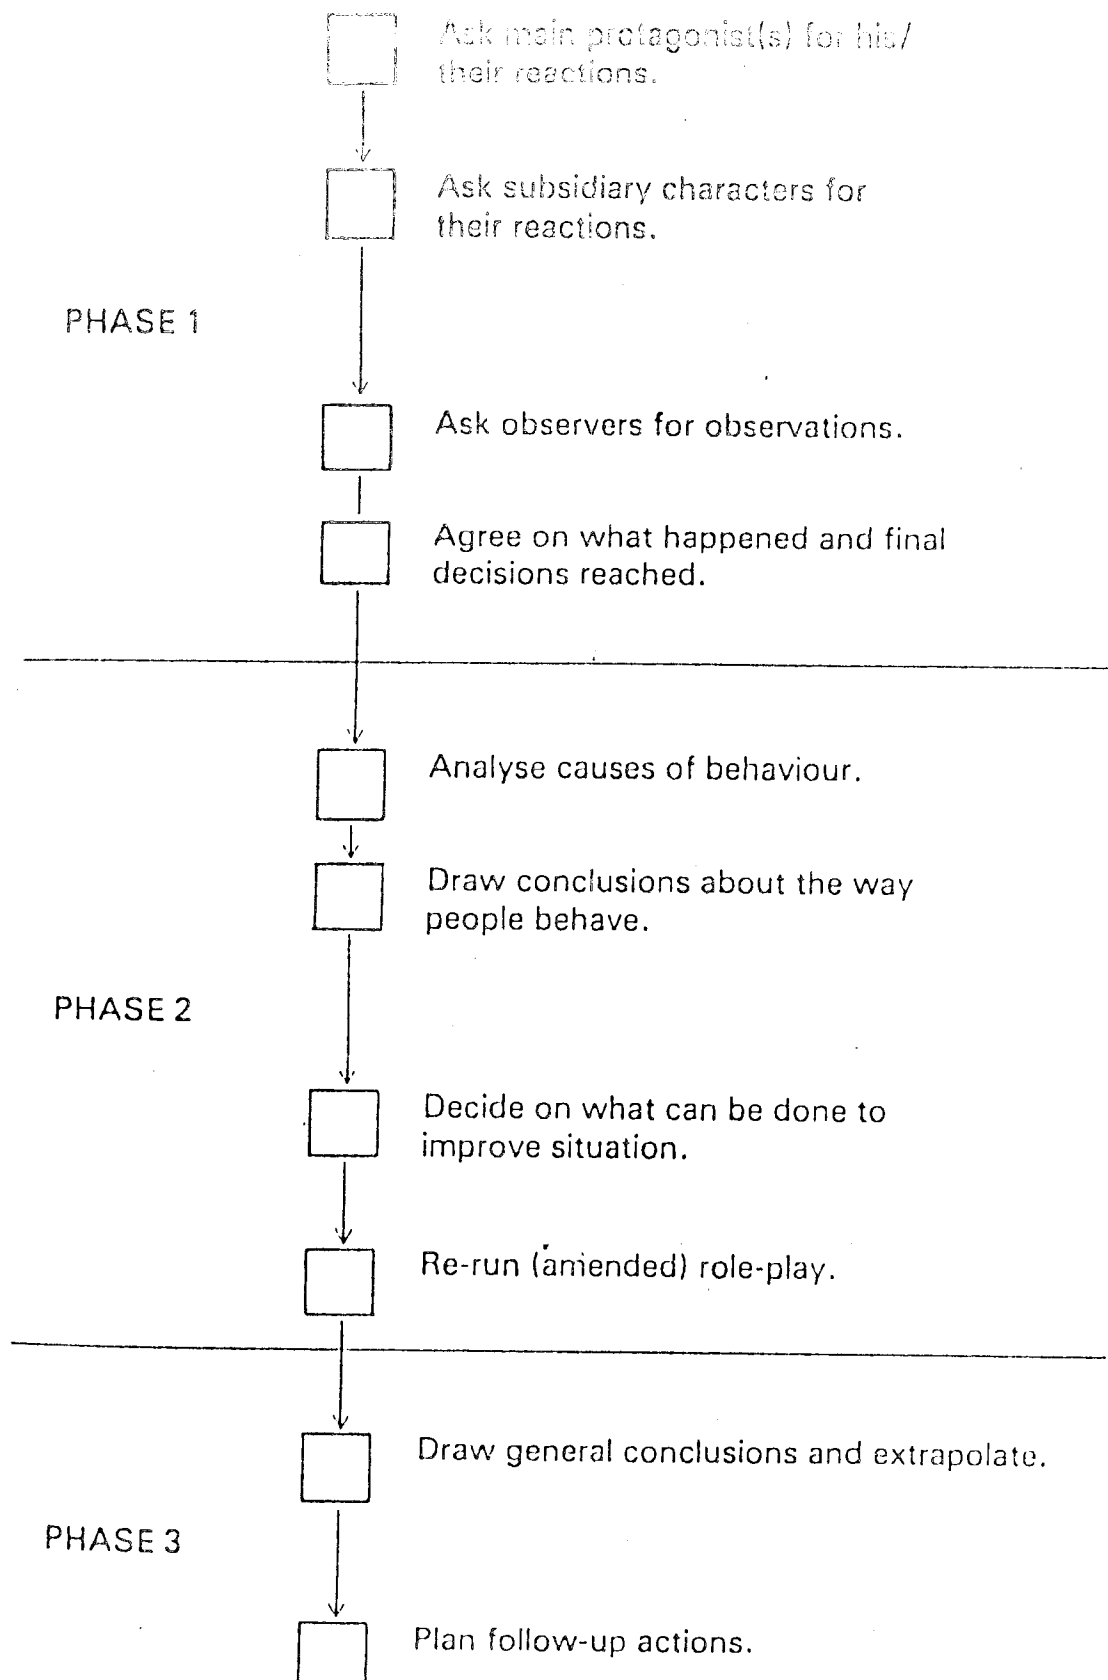 Ask main protagonist(s) for his/
their reactions.
Ask subsidiary characters for
their reactions.
PHASE 1
Ask observers for observations.
Agree on what happened and final
decisions reached.
Analyse causes of behaviour.
Draw conclusions about the way
people behave.
PHASE 2
Decide on what can be done to
improve situation.
Re-run (amended) role-play.
Draw general conclusions and extrapolate.
PHASE 3
Plan follow-up actions.